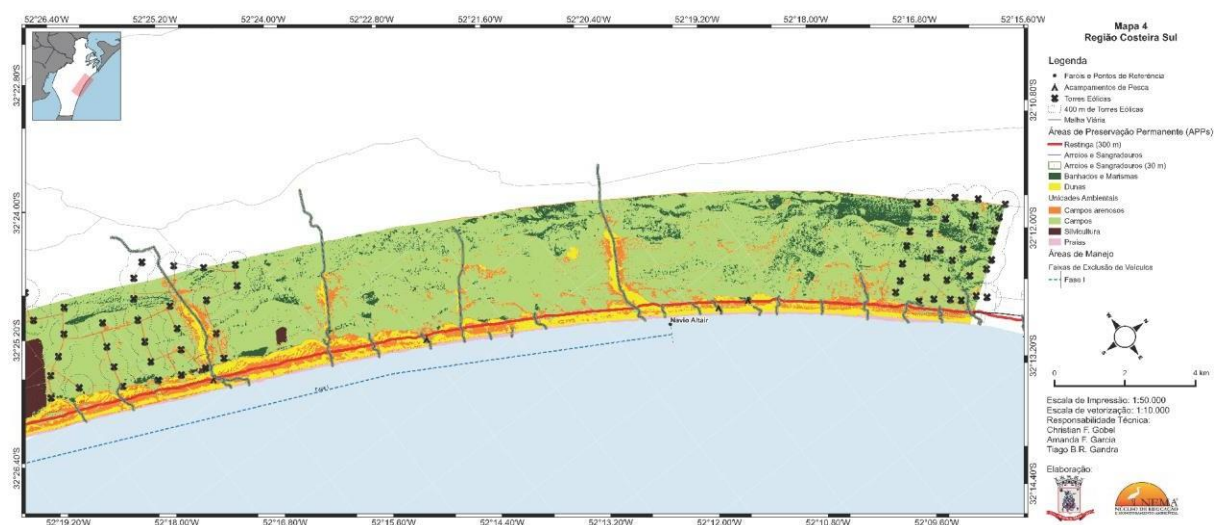 52°26.40'W
52°25.20'W
52°24.00'W
52°22.80'W
52°21.60'W
52°20.40'W
52°19.20'W
52°18.00'W
52°16.80'W
52°15.60'W
Mapa 4
Região Costeira Sul
Legenda
Faróis e Pontos de Referência
Acampamentos de Pesca
Torres Eólicas
400 m de Torres Eólicas
Malha Viária
Áreas de Preservação Permanente (APPs)
Restinga (300 m)
Arroios e Sangradouros
Arroios e Sangradouros (30 m)
Banhados e Marismas
Dunas
Unidades Ambientais
Campos arenosos
Campos
Silvicultura
Praias
Áreas de Manejo
Faixas de Exclusão de Veículos
Fase I
32°22.80'S
32°24.00'S
32°25.20'S
32°26.40'S
32°10.80'S
32°12.00'S
32°13.20'S
32°14.40'S
Navio Altair
Fase I
0 2 4 km
Escala de Impressão: 1:50.000
Escala de vetorização: 1:10.000
Responsabilidade Técnica:
Christian F. Gobel
Amanda F. Garcia
Tiago B.R. Gandra
Elaboração:
NEMA
52°19.20'W
52°18.00'W
52°16.80'W
52°15.60'W
52°14.40'W
52°13.20'W
52°12.00'W
52°10.80'W
52°09.60'W